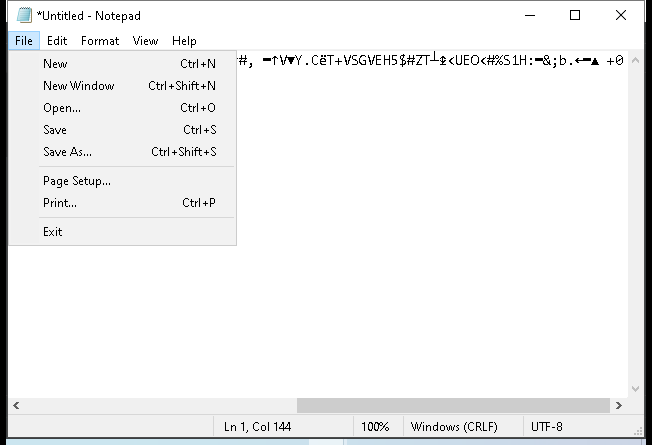 *Untitled - Notepad
File Edit Format View Help
#, ▬↑V▼Y.CëT+VSGVEH5$#ZT┴±<UEO<#%S1H:▬&;b.←▬▲ +0
New Ctrl+N
New Window Ctrl+Shift+N
Open... Ctrl+O
Save Ctrl+S
Save As... Ctrl+Shift+S
Page Setup...
Print... Ctrl+P
Exit
Ln 1, Col 144 100% Windows (CRLF) UTF-8